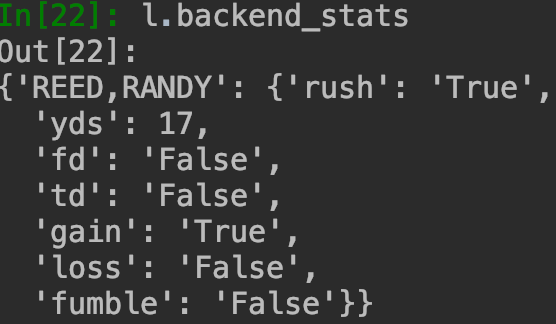 In[22]: l.backend_stats
Out[22]:
{'REED,RANDY': {'rush': 'True',
'yds': 17,
'fd': 'False',
'td': 'False',
'gain': 'True',
'loss': 'False',
'fumble': 'False'}}